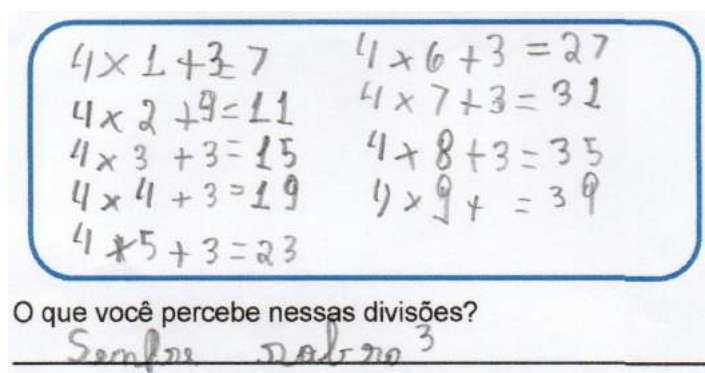 4 × 1 + 3 = 7
4 × 2 + 9 = 11
4 × 3 + 3 = 15
4 × 4 + 3 = 19
4 × 5 + 3 = 23
4 × 6 + 3 = 27
4 × 7 + 3 = 31
4 × 8 + 3 = 35
4 × 9 + = 39
O que você percebe nessas divisões?
Sempre 3